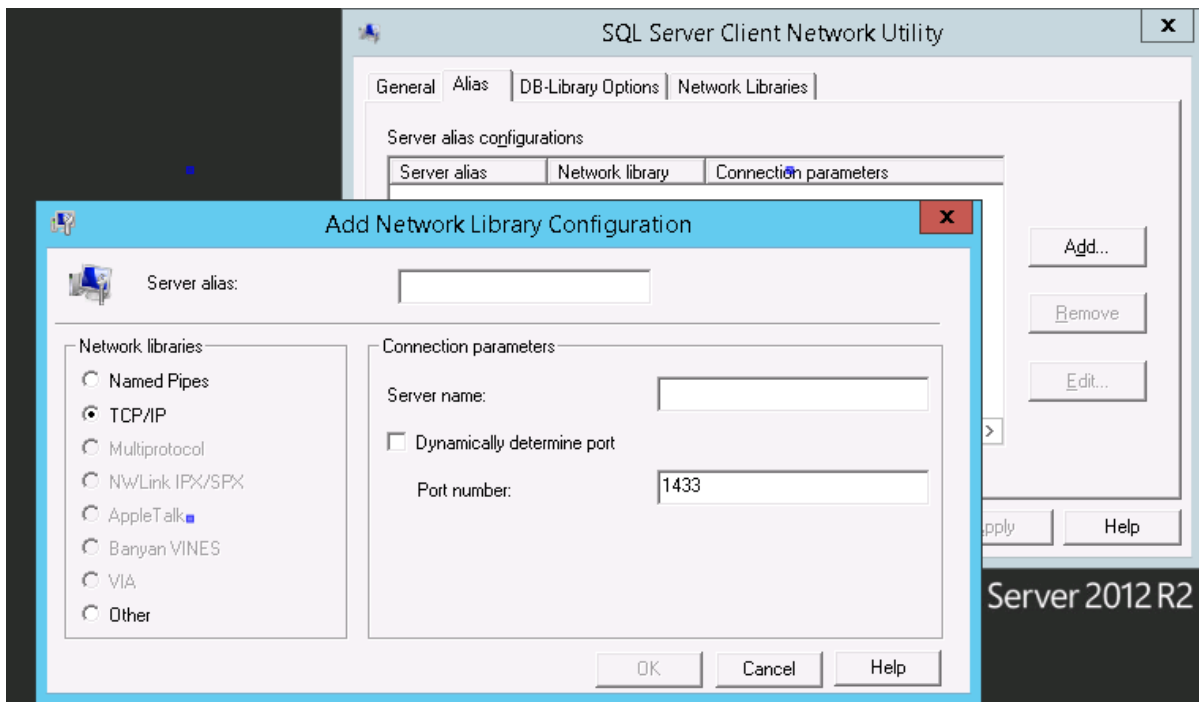 SQL Server Client Network Utility
x
General Alias DB-Library Options Network Libraries
Server alias configurations
Server alias Network library Connection parameters
Add...
Remove
Edit...
Help
Add Network Library Configuration
x
Server alias:
Network libraries
Named Pipes
TCP/IP
Multiprotocol
NWLink IPX/SPX
AppleTalk
Banyan VINES
VIA
Other
Connection parameters
Server name:
Dynamically determine port
Port number: 1433
OK Cancel Help
Server 2012 R2